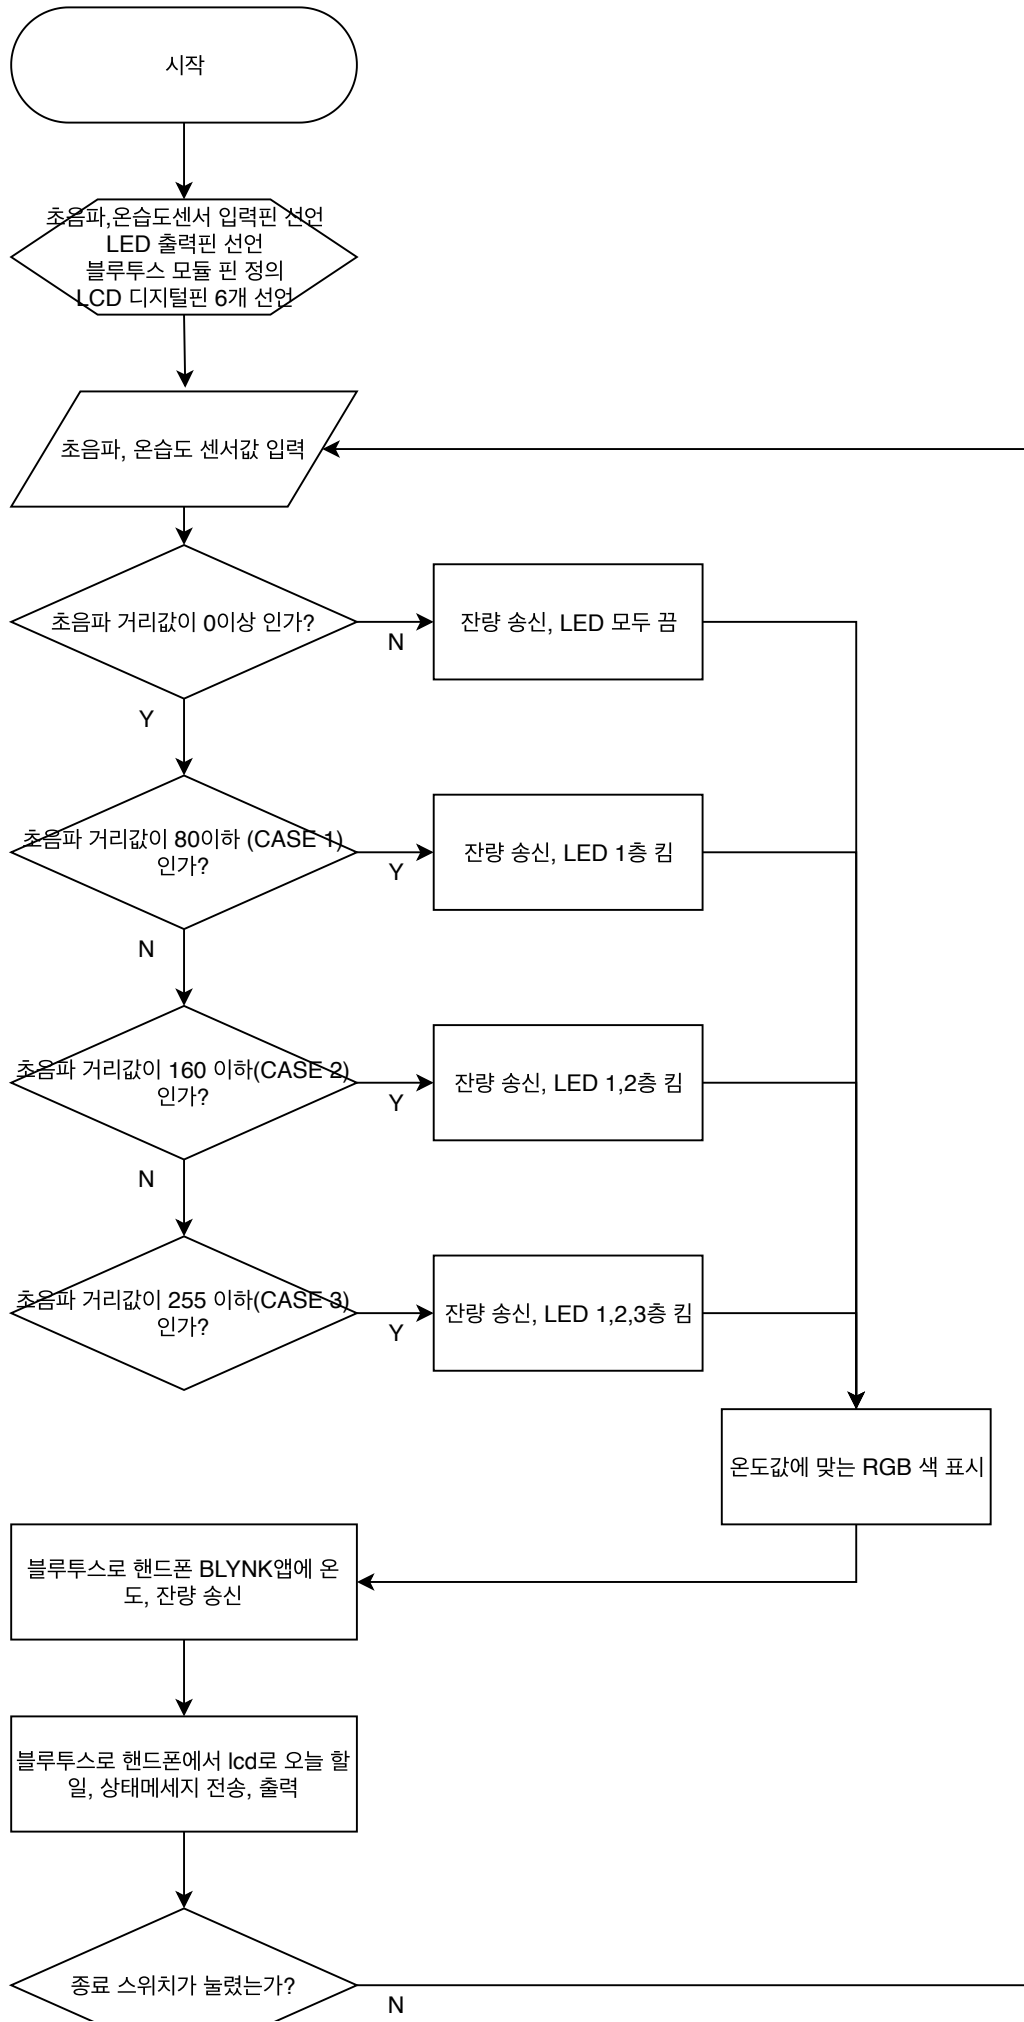 시작
초음파,온습도센서 입력핀 선언
LED 출력핀 선언
블루투스 모듈 핀 정의
LCD 디지털핀 6개 선언
초음파, 온습도 센서값 입력
초음파 거리값이 0이상 인가?
N
잔량 송신, LED 모두 끔
Y
초음파 거리값이 80이하 (CASE 1)
인가?
Y
잔량 송신, LED 1층 킴
N
초음파 거리값이 160 이하(CASE 2)
인가?
Y
잔량 송신, LED 1,2층 킴
N
초음파 거리값이 255 이하(CASE 3)
인가?
Y
잔량 송신, LED 1,2,3층 킴
온도값에 맞는 RGB 색 표시
블루투스로 핸드폰 BLYNK앱에 온
도, 잔량 송신
블루투스로 핸드폰에서 lcd로 오늘 할
일, 상태메세지 전송, 출력
종료 스위치가 눌렸는가?
N